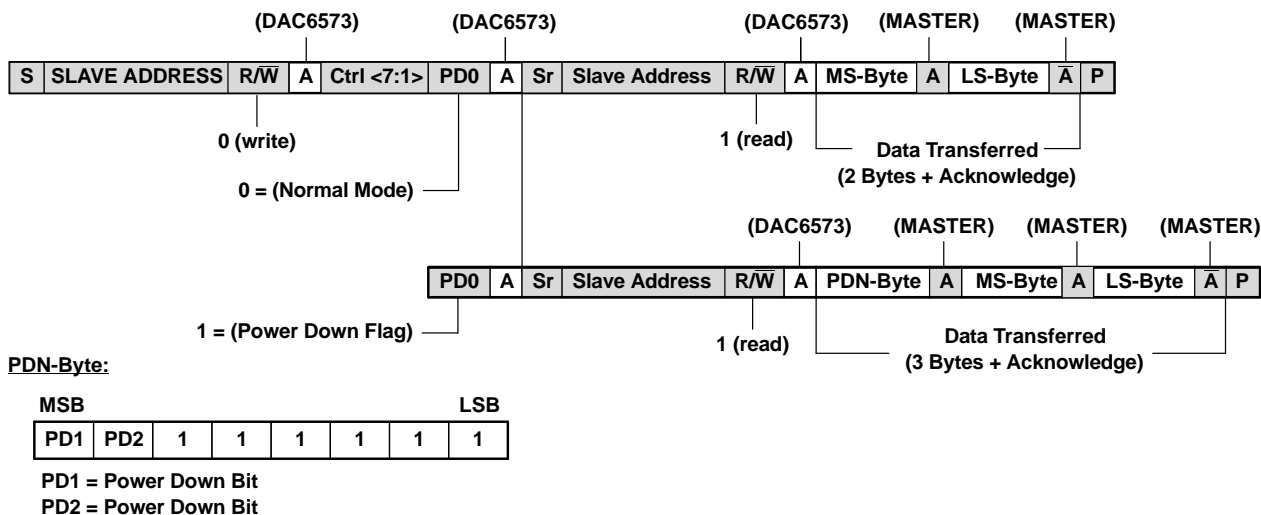 (DAC6573) (DAC6573) (DAC6573) (MASTER) (MASTER)
S SLAVE ADDRESS R/W̅ A Ctrl <7:1> PD0 A Sr Slave Address R/W̅ A MS-Byte A LS-Byte A̅ P
0 (write) 1 (read) Data Transferred
(2 Bytes + Acknowledge)
0 = (Normal Mode)
(DAC6573) (MASTER) (MASTER) (MASTER)
PD0 A Sr Slave Address R/W̅ A PDN-Byte A MS-Byte A LS-Byte A̅ P
1 = (Power Down Flag) 1 (read) Data Transferred
(3 Bytes + Acknowledge)
PDN-Byte:
MSB LSB
PD1 PD2 1 1 1 1 1 1
PD1 = Power Down Bit
PD2 = Power Down Bit